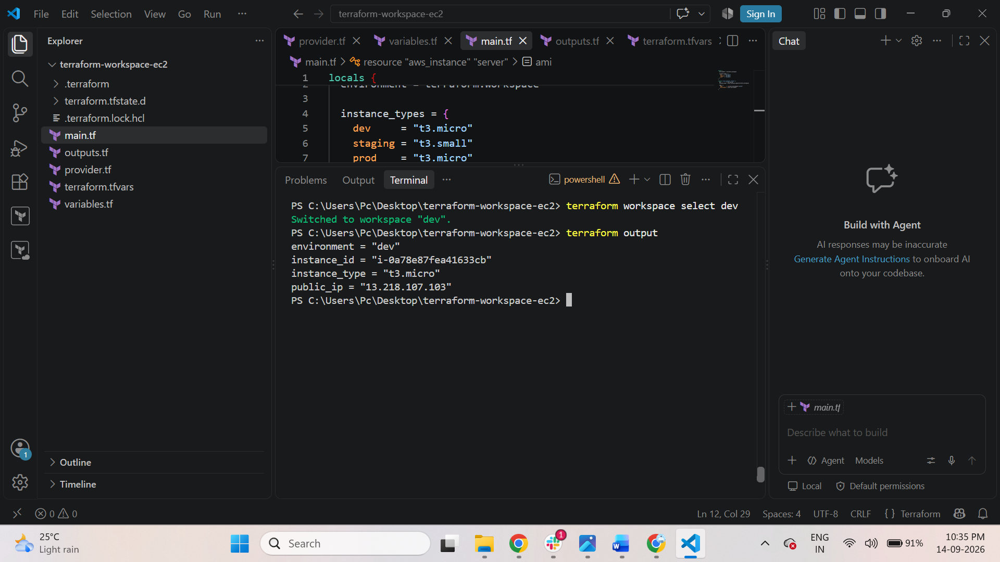 File Edit Selection View Go Run ···
terraform-workspace-ec2
Sign In
Explorer
terraform-workspace-ec2
.terraform
terraform.tfstate.d
.terraform.lock.hcl
main.tf
outputs.tf
provider.tf
terraform.tfvars
variables.tf
Outline
Timeline
1
provider.tf variables.tf main.tf outputs.tf terraform.tfvars
main.tf > resource "aws_instance" "server" > ami
1 locals {
2 environment = terraform.workspace
3
4 instance_types = {
5 dev = "t3.micro"
6 staging = "t3.small"
7 prod = "t3.micro"
Problems Output Terminal ··· powershell
PS C:\Users\Pc\Desktop\terraform-workspace-ec2> terraform workspace select dev
Switched to workspace "dev".
PS C:\Users\Pc\Desktop\terraform-workspace-ec2> terraform output
environment = "dev"
instance_id = "i-0a78e87fea41633cb"
instance_type = "t3.micro"
public_ip = "13.218.107.103"
PS C:\Users\Pc\Desktop\terraform-workspace-ec2>
Chat
Build with Agent
AI responses may be inaccurate
Generate Agent Instructions to onboard AI
onto your codebase.
main.tf
Describe what to build
Agent Models
Local Default permissions
0 0
Ln 12, Col 29 Spaces: 4 UTF-8 CRLF { } Terraform
25°C
Light rain
Search
1
ENG
IN
91%
10:35 PM
14-09-2026